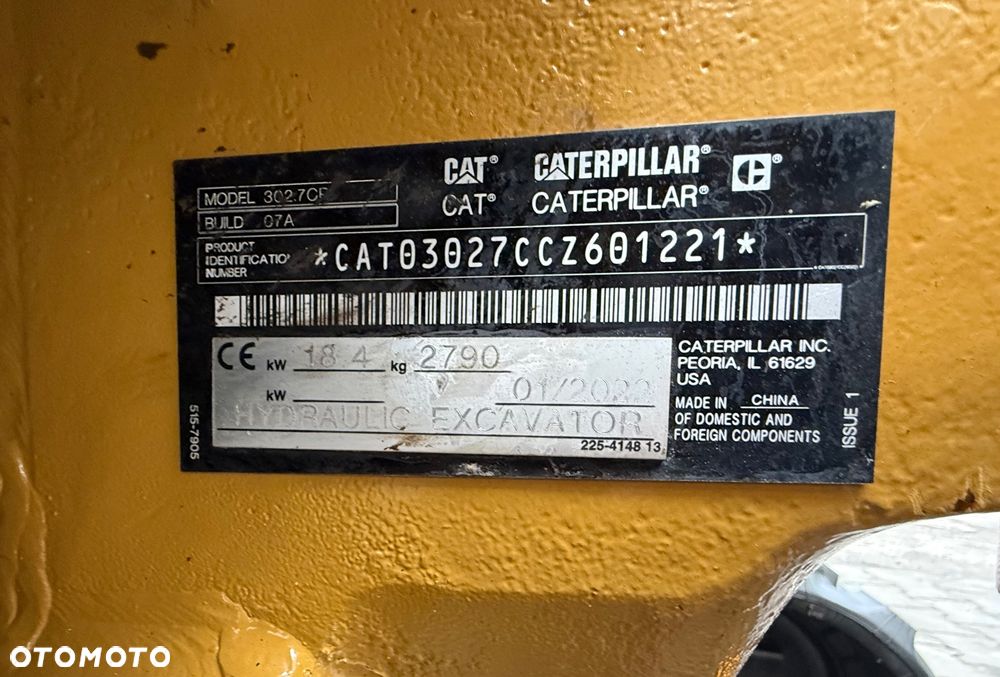 CAT® CATERPILLAR® C®
CAT® CATERPILLAR®
MODEL 302.7CR
BUILD 07A
PRODUCT
IDENTIFICATION
NUMBER
*CAT03027CCZ601221*
CE kW 18.4 kg 2790
kW 01/2022
HYDRAULIC EXCAVATOR
225-4148 13
515-7905
CATERPILLAR INC.
PEORIA, IL 61629
USA
MADE IN CHINA
OF DOMESTIC AND
FOREIGN COMPONENTS
ISSUE 1
OTOMOTO